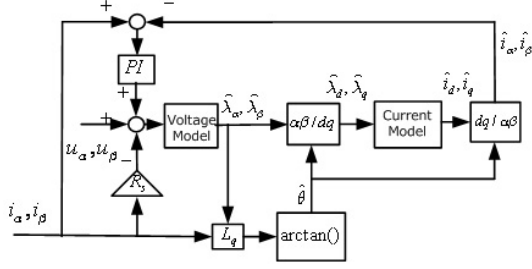 +
−
î_α, î_β
PI
+
λ̂_d, λ̂_q
î_d, î_q
λ̂_α, λ̂_β
+
Voltage
Model
αβ/dq
Current
Model
dq/αβ
u_α, u_β
−
R_s
θ̂
i_α, i_β
L_q
arctan()